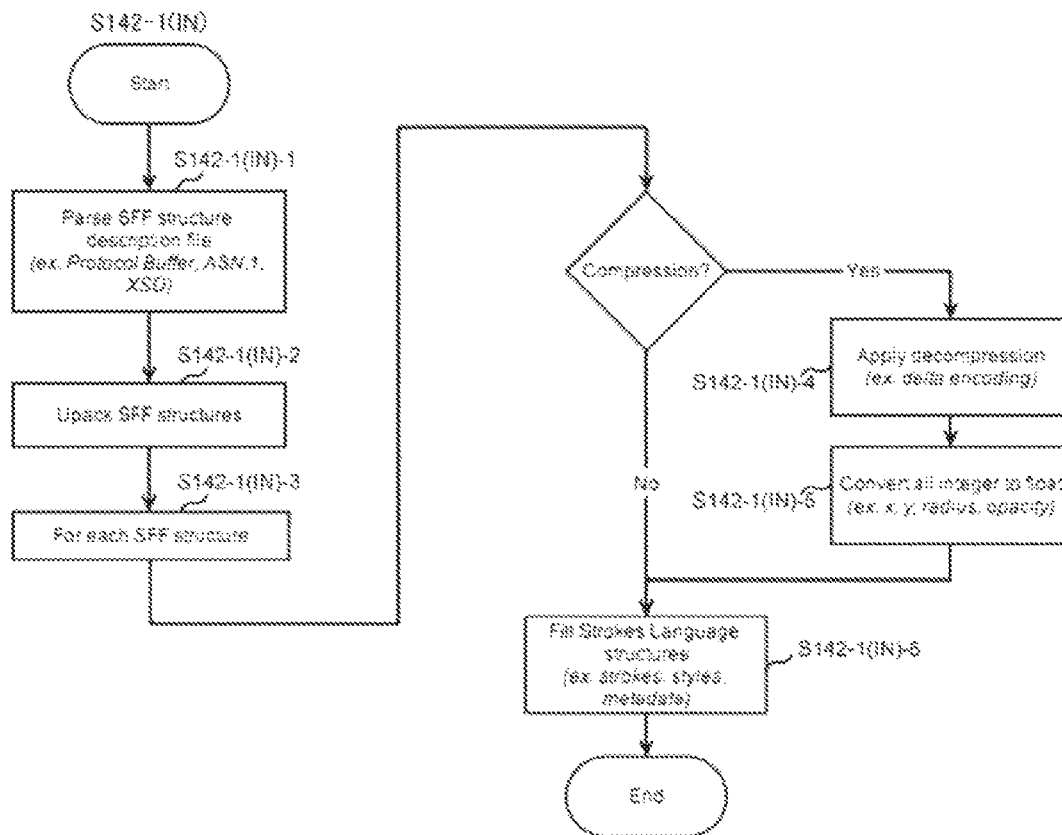 S142-1(IN)
Start
S142-1(IN)-1
Parse SFF structure
description file
(ex. Protocol Buffer, ASN.1,
XSD)
S142-1(IN)-2
Upack SFF structures
S142-1(IN)-3
For each SFF structure
Compression?
Yes
S142-1(IN)-4
Apply decompression
(ex. delta encoding)
No
S142-1(IN)-5
Convert all integer to float
(ex. x, y, radius, opacity)
Fill Strokes Language
structures
(ex. strokes, styles,
metadate)
S142-1(IN)-6
End